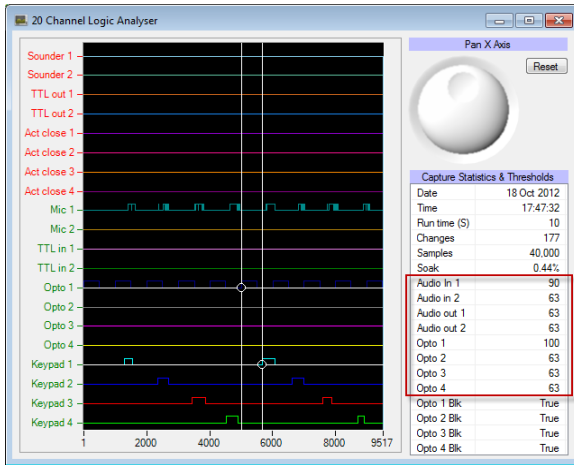 20 Channel Logic Analyser
Sounder 1
Sounder 2
TTL out 1
TTL out 2
Act close 1
Act close 2
Act close 3
Act close 4
Mic 1
Mic 2
TTL in 1
TTL in 2
Opto 1
Opto 2
Opto 3
Opto 4
Keypad 1
Keypad 2
Keypad 3
Keypad 4
1 2000 4000 6000 8000 9517
Pan X Axis
Reset
Capture Statistics & Thresholds
Date 18 Oct 2012
Time 17:47:32
Run time (S) 10
Changes 177
Samples 40,000
Soak 0.44%
Audio In 1 90
Audio in 2 63
Audio out 1 63
Audio out 2 63
Opto 1 100
Opto 2 63
Opto 3 63
Opto 4 63
Opto 1 Blk True
Opto 2 Blk True
Opto 3 Blk True
Opto 4 Blk True